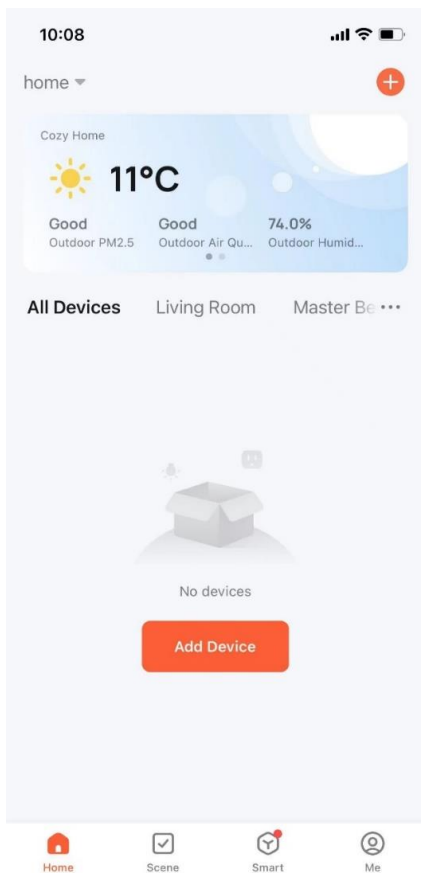 10:08
home
Cozy Home
11°C
Good Good 74.0%
Outdoor PM2.5 Outdoor Air Qu... Outdoor Humid...
All Devices Living Room Master Be ···
No devices
Add Device
Home Scene Smart Me